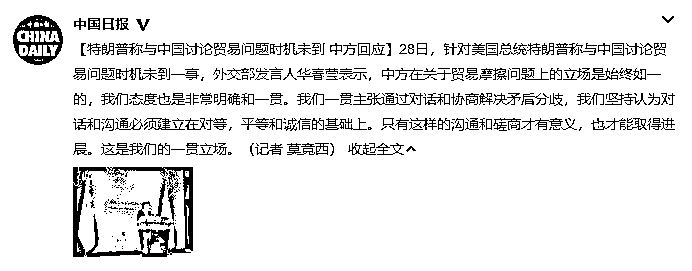 CHINA
DAILY
中国日报 V
【特朗普称与中国讨论贸易问题时机未到 中方回应】28日，针对美国总统特朗普称与中国讨论贸
易问题时机未到一事，外交部发言人华春莹表示，中方在关于贸易摩擦问题上的立场是始终如一
的，我们态度也是非常明确和一贯。我们一贯主张通过对话和协商解决矛盾分歧，我们坚持认为对
话和沟通必须建立在对等，平等和诚信的基础上。只有这样的沟通和磋商才有意义，也才能取得进
展。这是我们的一贯立场。（记者 莫竞西） 收起全文